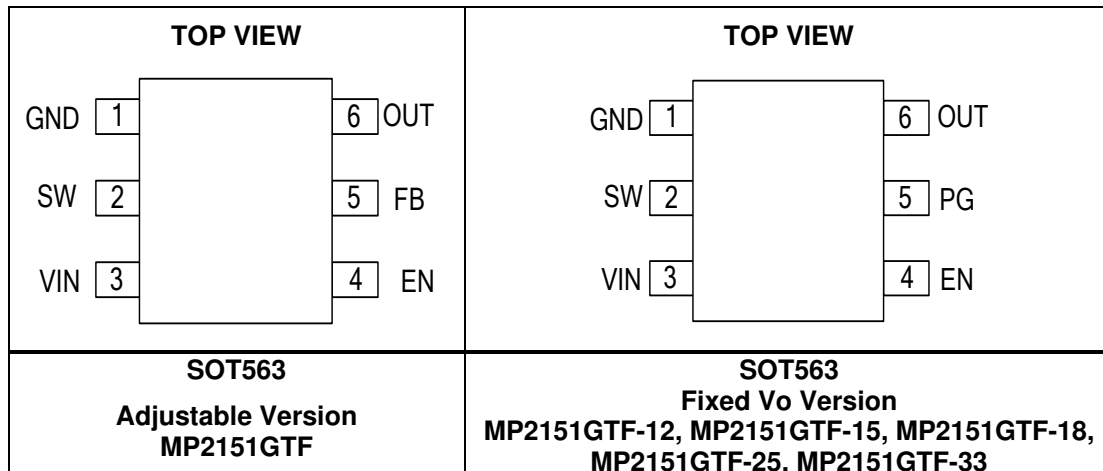 TOP VIEW
GND 1
6 OUT
SW 2
5 FB
VIN 3
4 EN
SOT563
Adjustable Version
MP2151GTF
TOP VIEW
GND 1
6 OUT
SW 2
5 PG
VIN 3
4 EN
SOT563
Fixed Vo Version
MP2151GTF-12, MP2151GTF-15, MP2151GTF-18,
MP2151GTF-25, MP2151GTF-33